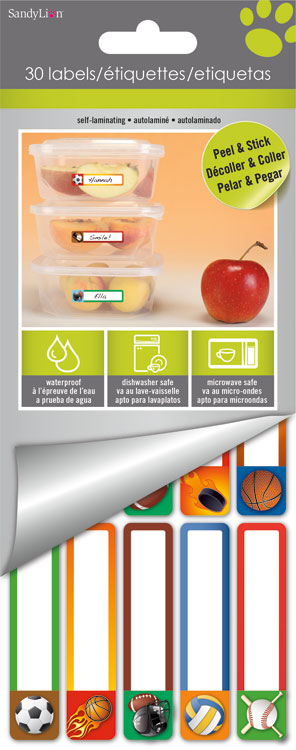 SandyLion
30 labels/étiquettes/etiquetas
self-laminating • autolaminé • autolaminado
Peel & Stick
Décoller & Coller
Pelar & Pegar
Hannah
Emile!
Ella
waterproof
à l'épreuve de l'eau
a prueba de agua
dishwasher safe
va au lave-vaisselle
apto para lavaplatos
microwave safe
va au micro-ondes
apto para microondas